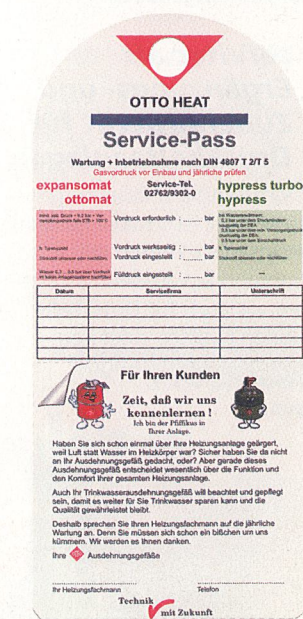 OTTO HEAT
Service-Pass
Wartung + Inbetriebnahme nach DIN 4807 T 2/T 5
Gasvordruck vor Einbau und jährliche prüfen
expansomat
ottomat
Service-Tel.
02762/9302-0
hypress turbo
hypress
Vordruck erforderlich : ........ bar
Vordruck werksseitig : ........ bar
Vordruck eingestellt : ........ bar
Fülldruck eingestellt : ........ bar
Datum Servicefirma Unterschrift
Für Ihren Kunden
Zeit, daß wir uns
kennenlernen !
Ich bin der Pfiffikus in
Ihrer Anlage.
Haben Sie sich schon einmal über Ihre Heizungsanlage geärgert,
weil Luft statt Wasser im Heizkörper war? Sicher haben Sie da nicht
an Ihr Ausdehnungsgefäß gedacht, oder? Aber gerade dieses
Ausdehnungsgefäß entscheidet wesentlich über die Funktion und
den Komfort Ihrer gesamten Heizungsanlage.
Auch Ihr Trinkwasserausdehnungsgefäß will beachtet und gepflegt
sein, damit es weiter für Sie Trinkwasser sparen kann und die
Qualität gewährleistet bleibt.
Deshalb sprechen Sie Ihren Heizungsfachmann auf die jährliche
Wartung an. Denn Sie müssen sich schon ein bißchen um uns
kümmern. Wir werden es Ihnen danken.
Ihre Ausdehnungsgefäße
Ihr Heizungsfachmann Telefon
Technik
mit Zukunft